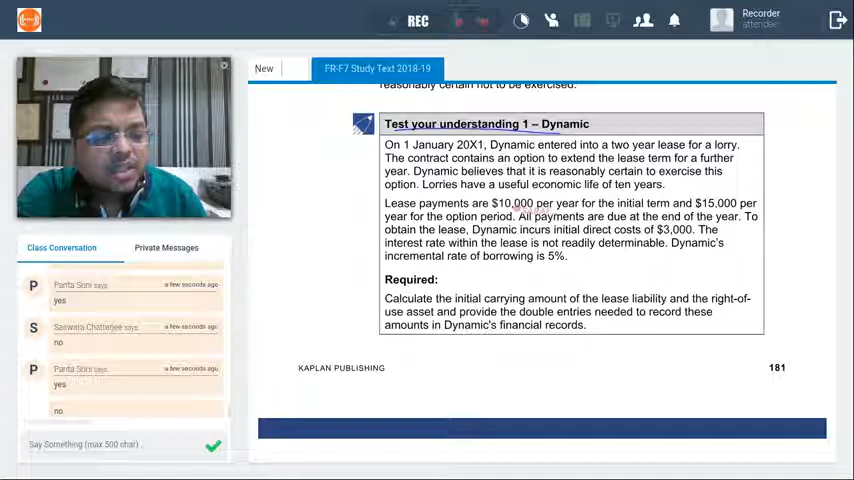 REC
Recorder
attendee
New
FR-F7 Study Text 2018-19
reasonably certain not to be exercised.
Test your understanding 1 – Dynamic
On 1 January 20X1, Dynamic entered into a two year lease for a lorry.
The contract contains an option to extend the lease term for a further
year. Dynamic believes that it is reasonably certain to exercise this
option. Lorries have a useful economic life of ten years.
Lease payments are $10,000 per year for the initial term and $15,000 per
year for the option period. All payments are due at the end of the year. To
obtain the lease, Dynamic incurs initial direct costs of $3,000. The
interest rate within the lease is not readily determinable. Dynamic's
incremental rate of borrowing is 5%.
Required:
Calculate the initial carrying amount of the lease liability and the right-of-
use asset and provide the double entries needed to record these
amounts in Dynamic's financial records.
KAPLAN PUBLISHING
181
Class Conversation
Private Messages
P
Panta Soni says
a few seconds ago
yes
S
Saswata Chatterjee says
a few seconds ago
no
P
Panta Soni says
a few seconds ago
yes
no
Say Something (max 500 char)